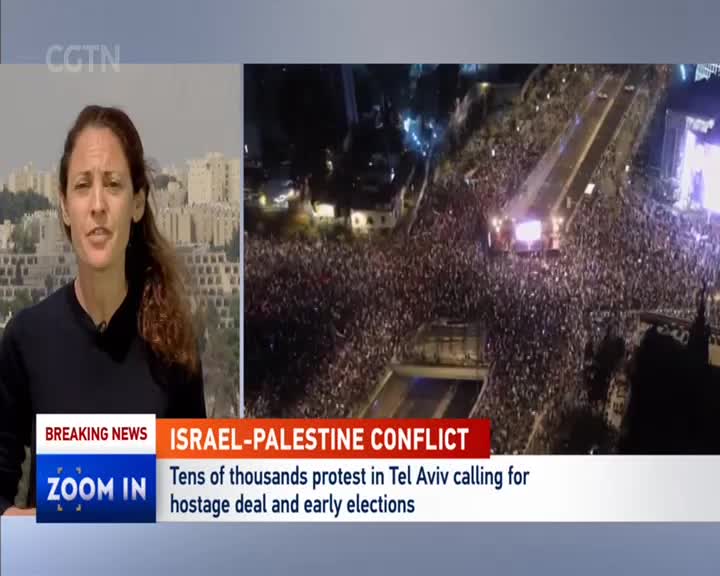 CGTN
BREAKING NEWS
ISRAEL-PALESTINE CONFLICT
ZOOM IN
Tens of thousands protest in Tel Aviv calling for
hostage deal and early elections